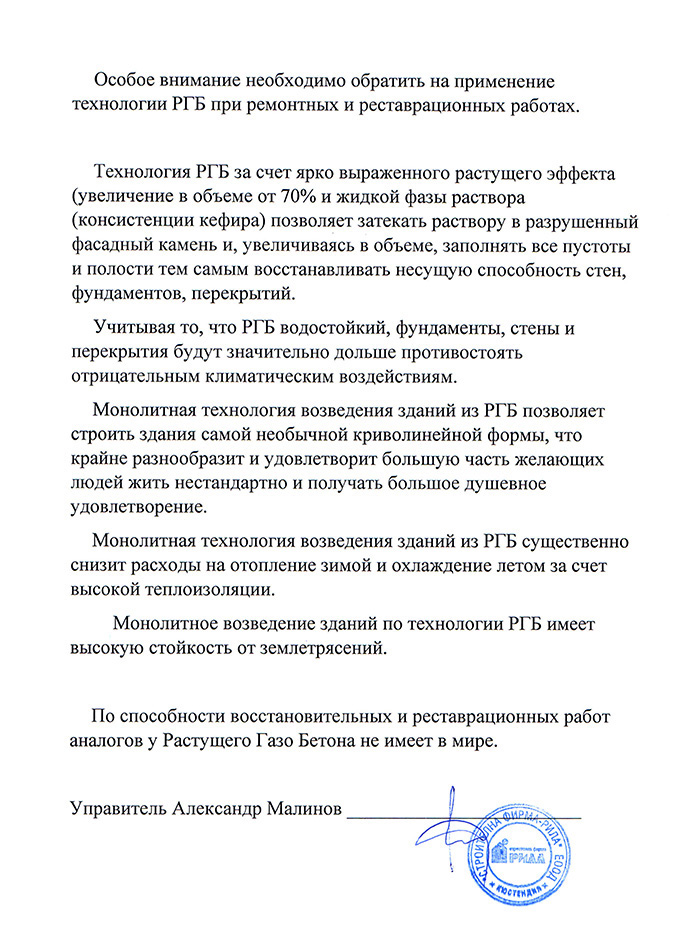 Особое внимание необходимо обратить на применение
технологии РГБ при ремонтных и реставрационных работах.
Технология РГБ за счет ярко выраженного растущего эффекта
(увеличение в объеме от 70% и жидкой фазы раствора
(консистенции кефира) позволяет затекать раствору в разрушенный
фасадный камень и, увеличиваясь в объеме, заполнять все пустоты
и полости тем самым восстанавливать несущую способность стен,
фундаментов, перекрытий.
Учитывая то, что РГБ водостойкий, фундаменты, стены и
перекрытия будут значительно дольше противостоять
отрицательным климатическим воздействиям.
Монолитная технология возведения зданий из РГБ позволяет
строить здания самой необычной криволинейной формы, что
крайне разнообразит и удовлетворит большую часть желающих
людей жить нестандартно и получать большое душевное
удовлетворение.
Монолитная технология возведения зданий из РГБ существенно
снизит расходы на отопление зимой и охлаждение летом за счет
высокой теплоизоляции.
Монолитное возведение зданий по технологии РГБ имеет
высокую стойкость от землетрясений.
По способности восстановительных и реставрационных работ
аналогов у Растущего Газо Бетона не имеет в мире.
Управитель Александр Малинов ________________________
"СТРОИТЕЛНА ФИРМА-РИЛА" ЕООД
строителна фирма
РИЛА
КЮСТЕНДИЛ